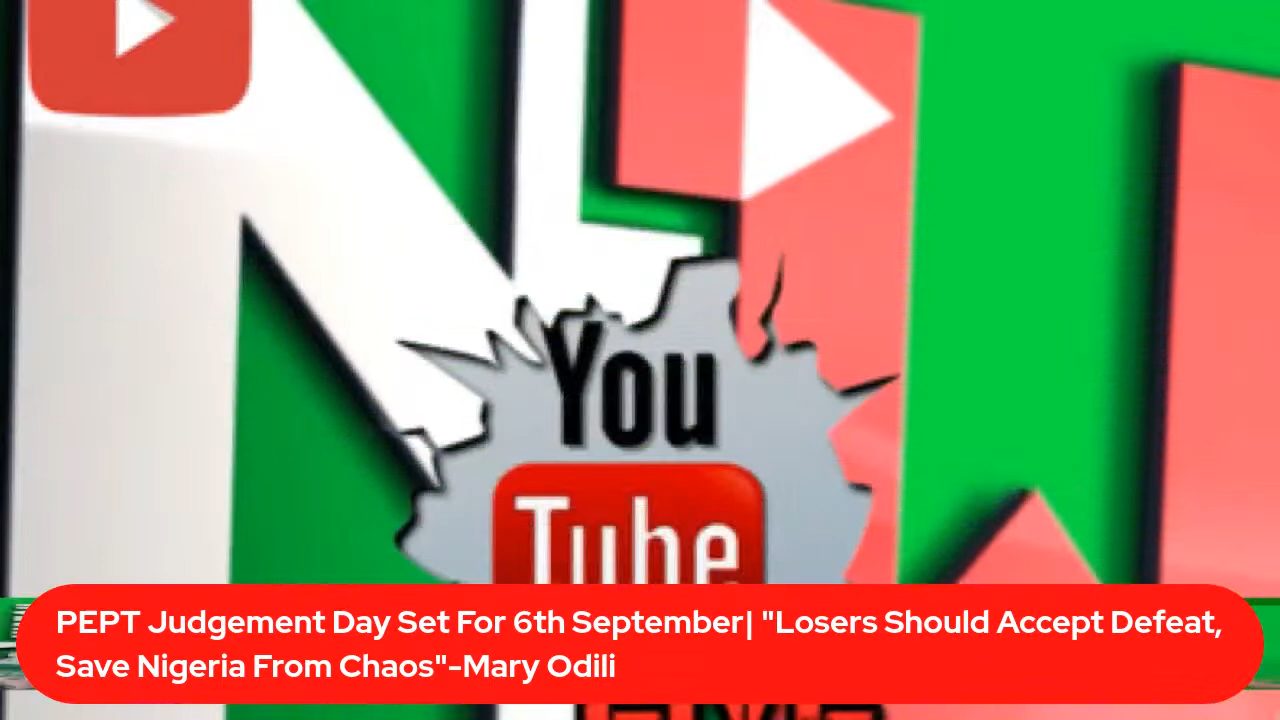 You
Tube
PEPT Judgement Day Set For 6th September| "Losers Should Accept Defeat,
Save Nigeria From Chaos"-Mary Odili